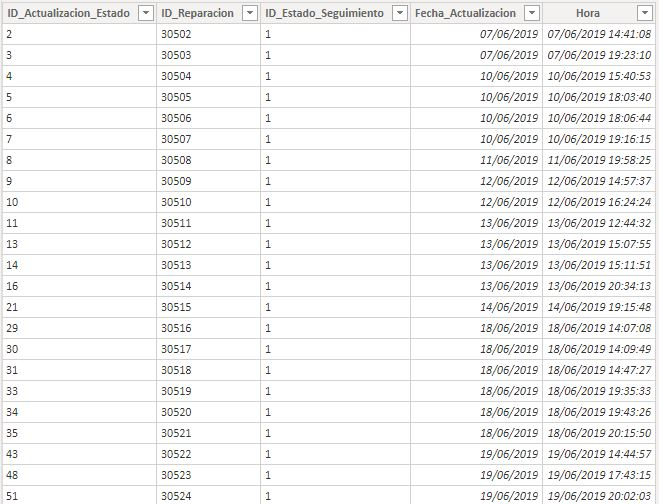 ID_Actualizacion_Estado ID_Reparacion ID_Estado_Seguimiento Fecha_Actualizacion Hora
2 30502 1 07/06/2019 07/06/2019 14:41:08
3 30503 1 07/06/2019 07/06/2019 19:23:10
4 30504 1 10/06/2019 10/06/2019 15:40:53
5 30505 1 10/06/2019 10/06/2019 18:03:40
6 30506 1 10/06/2019 10/06/2019 18:06:44
7 30507 1 10/06/2019 10/06/2019 19:16:15
8 30508 1 11/06/2019 11/06/2019 19:58:25
9 30509 1 12/06/2019 12/06/2019 14:57:37
10 30510 1 12/06/2019 12/06/2019 16:24:24
11 30511 1 13/06/2019 13/06/2019 12:44:32
13 30512 1 13/06/2019 13/06/2019 15:07:55
14 30513 1 13/06/2019 13/06/2019 15:11:51
16 30514 1 13/06/2019 13/06/2019 20:34:13
21 30515 1 14/06/2019 14/06/2019 19:15:48
29 30516 1 18/06/2019 18/06/2019 14:07:08
30 30517 1 18/06/2019 18/06/2019 14:09:49
31 30518 1 18/06/2019 18/06/2019 14:47:27
33 30519 1 18/06/2019 18/06/2019 19:35:33
34 30520 1 18/06/2019 18/06/2019 19:43:26
35 30521 1 18/06/2019 18/06/2019 20:15:50
43 30522 1 19/06/2019 19/06/2019 14:44:57
48 30523 1 19/06/2019 19/06/2019 17:43:15
51 30524 1 19/06/2019 19/06/2019 20:02:03